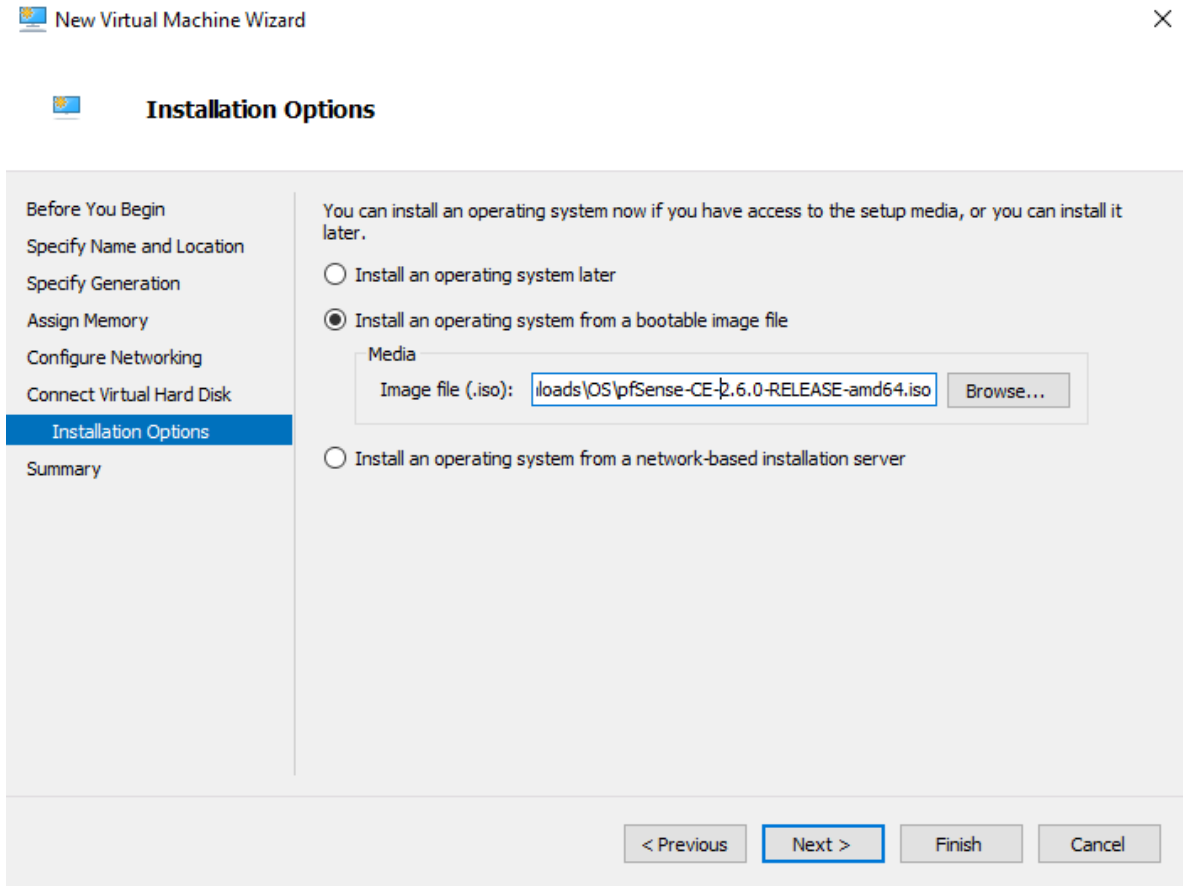 New Virtual Machine Wizard
Installation Options
Before You Begin
Specify Name and Location
Specify Generation
Assign Memory
Configure Networking
Connect Virtual Hard Disk
Installation Options
Summary
You can install an operating system now if you have access to the setup media, or you can install it
later.
Install an operating system later
Install an operating system from a bootable image file
Media
Image file (.iso): loads\OS\pfSense-CE-2.6.0-RELEASE-amd64.iso Browse...
Install an operating system from a network-based installation server
< Previous Next > Finish Cancel